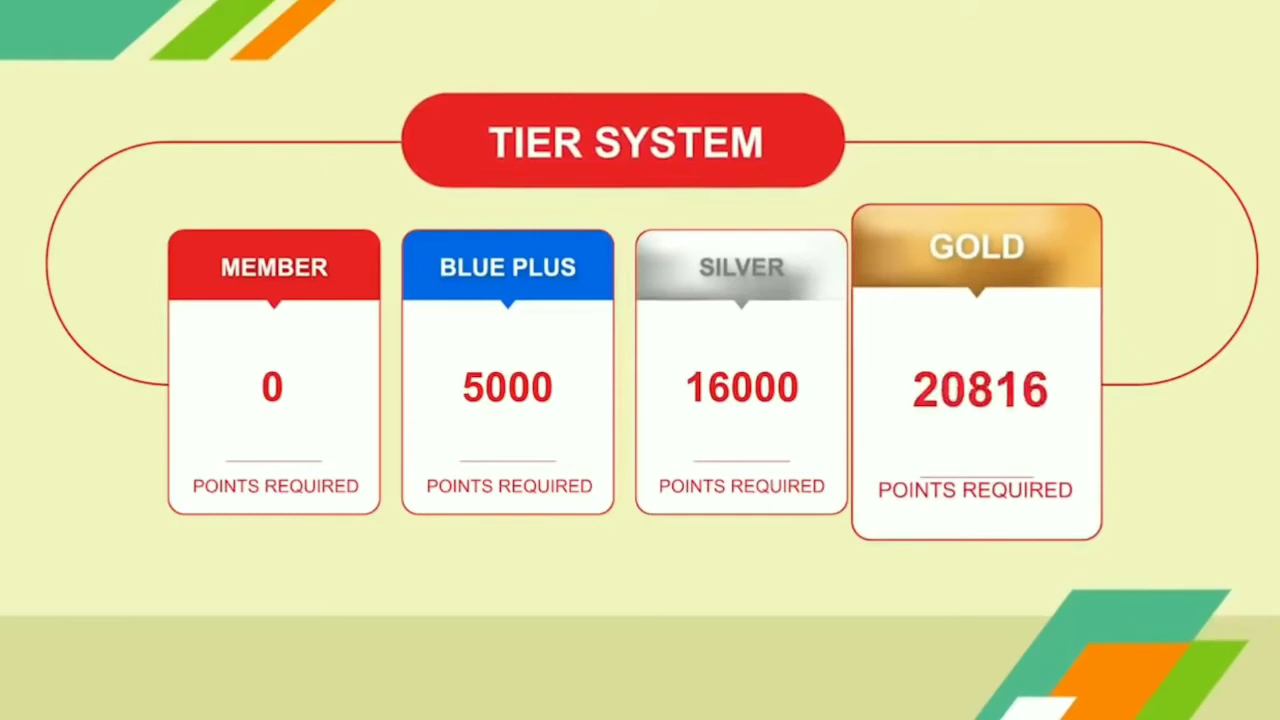 TIER SYSTEM
MEMBER
0
POINTS REQUIRED
BLUE PLUS
5000
POINTS REQUIRED
SILVER
16000
POINTS REQUIRED
GOLD
20816
POINTS REQUIRED